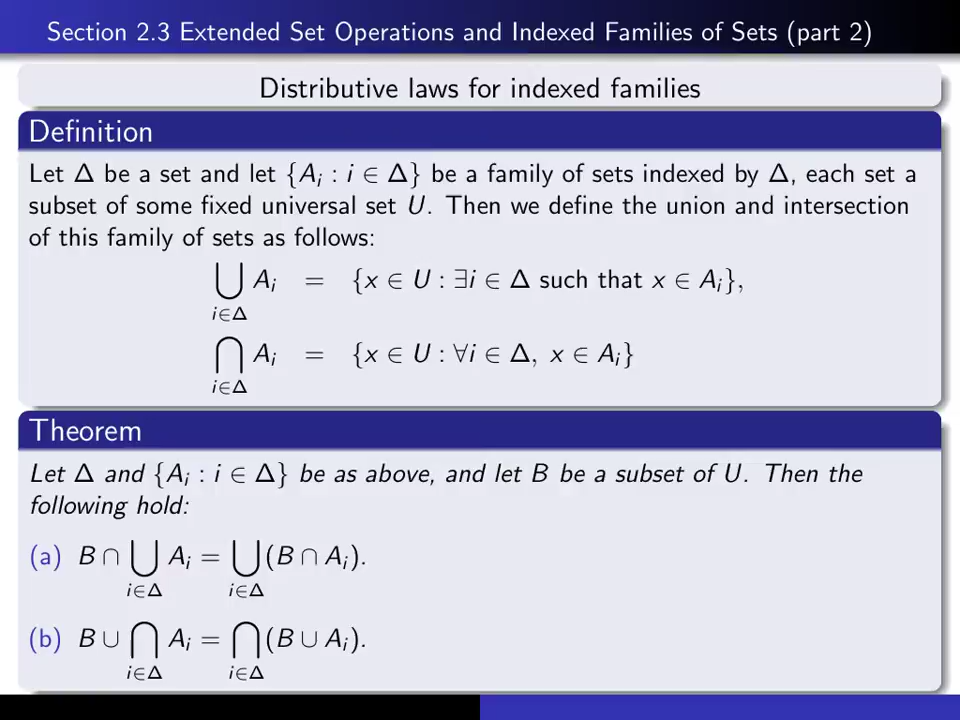 Section 2.3 Extended Set Operations and Indexed Families of Sets (part 2)
Distributive laws for indexed families
Definition
Let Δ be a set and let {A_i : i ∈ Δ} be a family of sets indexed by Δ, each set a
subset of some fixed universal set U. Then we define the union and intersection
of this family of sets as follows:
⋃_{i∈Δ} A_i = {x ∈ U : ∃i ∈ Δ such that x ∈ A_i},
⋂_{i∈Δ} A_i = {x ∈ U : ∀i ∈ Δ, x ∈ A_i}
Theorem
Let Δ and {A_i : i ∈ Δ} be as above, and let B be a subset of U. Then the
following hold:
(a) B ∩ ⋃_{i∈Δ} A_i = ⋃_{i∈Δ} (B ∩ A_i).
(b) B ∪ ⋂_{i∈Δ} A_i = ⋂_{i∈Δ} (B ∪ A_i).